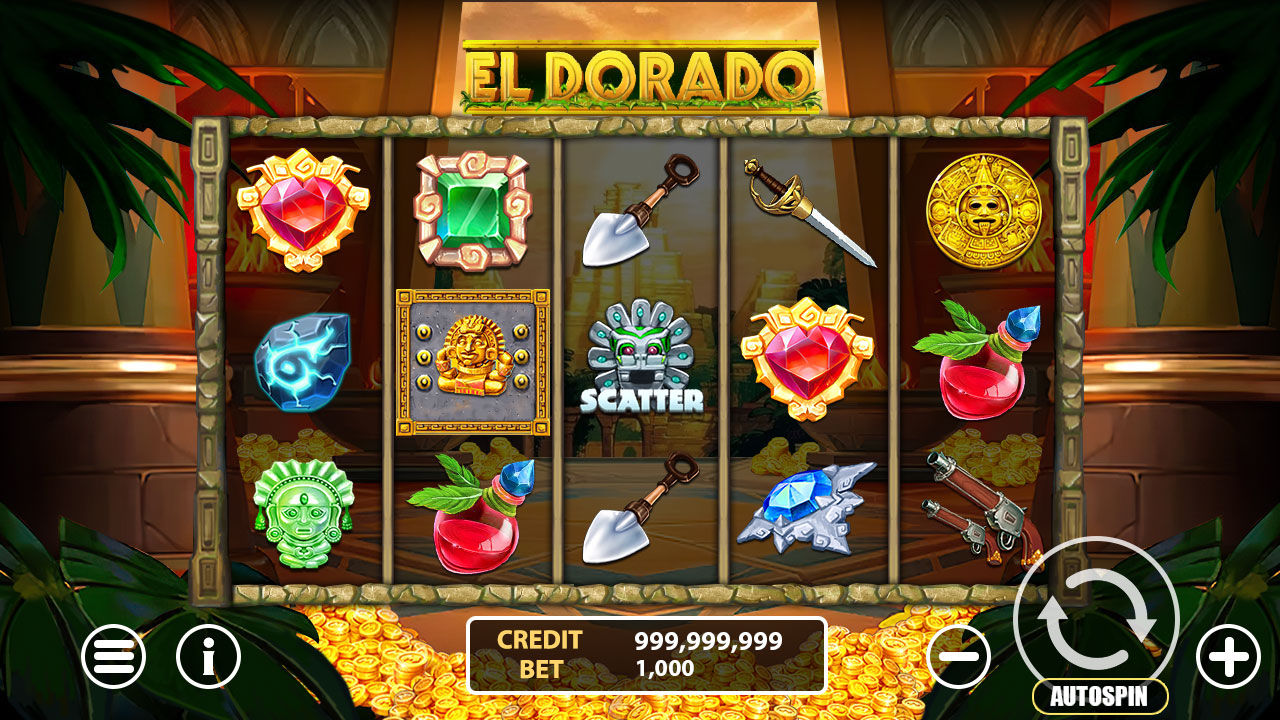 EL DORADO
SCATTER
CREDIT 999,999,999
BET 1,000
AUTOSPIN